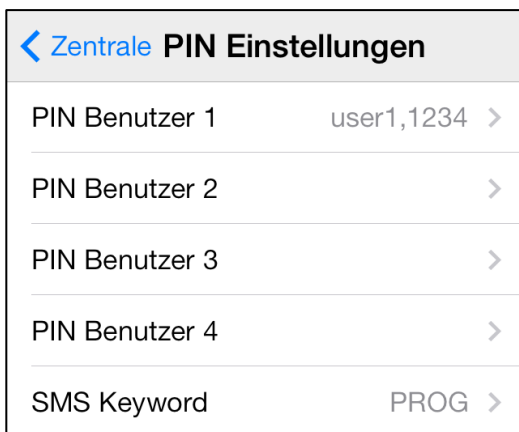 Zentrale PIN Einstellungen
PIN Benutzer 1 user1,1234
PIN Benutzer 2
PIN Benutzer 3
PIN Benutzer 4
SMS Keyword PROG